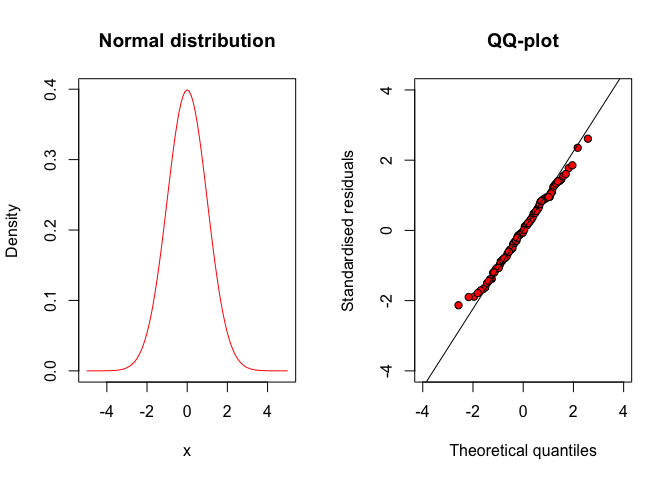 Normal distribution
Density
0.4
0.3
0.2
0.1
0.0
-4 -2 0 2 4
x
QQ-plot
Standardised residuals
4
2
0
-2
-4
-4 -2 0 2 4
Theoretical quantiles